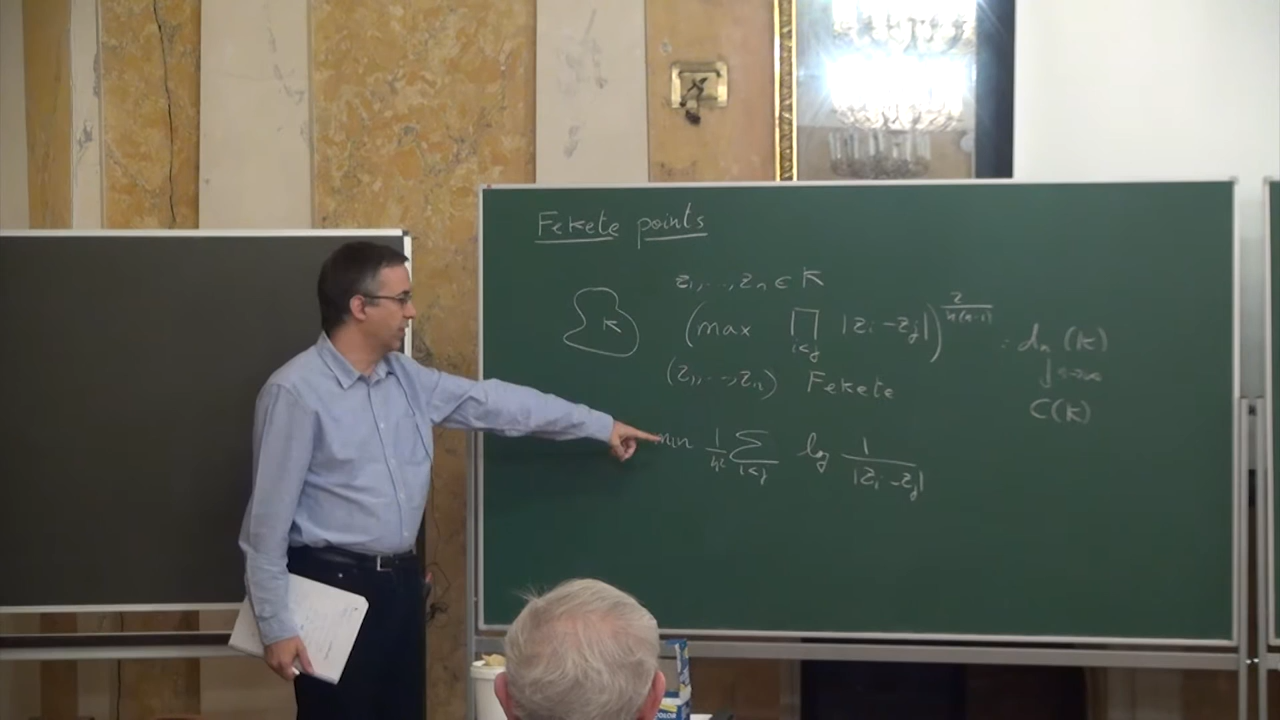 Fekete points
z₁,...,zₙ ∈ K
K
(max ∏_{i<j} |zᵢ - zⱼ|)^{2/n(n-1)} : dₙ(K)
↓ n→∞
(z₁,...,zₙ) Fekete
C(K)
min 1/n² ∑_{i<j} log 1/|zᵢ - zⱼ|